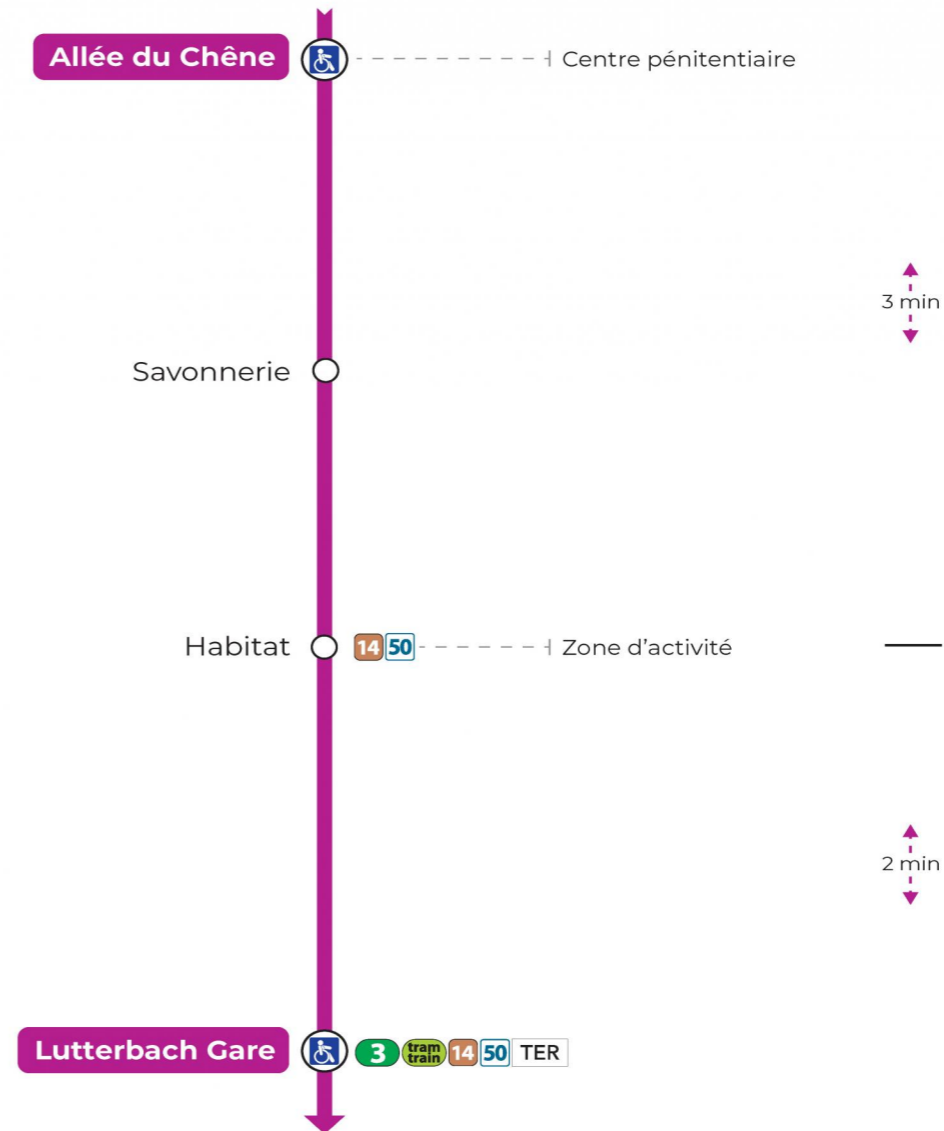 Allée du Chêne Centre pénitentiaire
3 min
Savonnerie
Habitat 14 50 Zone d’activité
2 min
Lutterbach Gare 3 tram train 14 50 TER